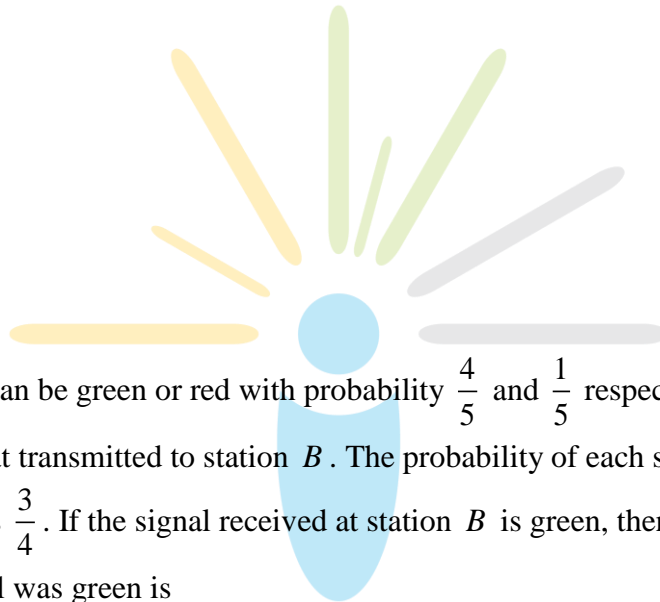 an be green or red with probability 4/5 and 1/5 respec
t transmitted to station B. The probability of each s
3/4. If the signal received at station B is green, then
l was green is